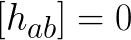 [h_{ab}] = 0